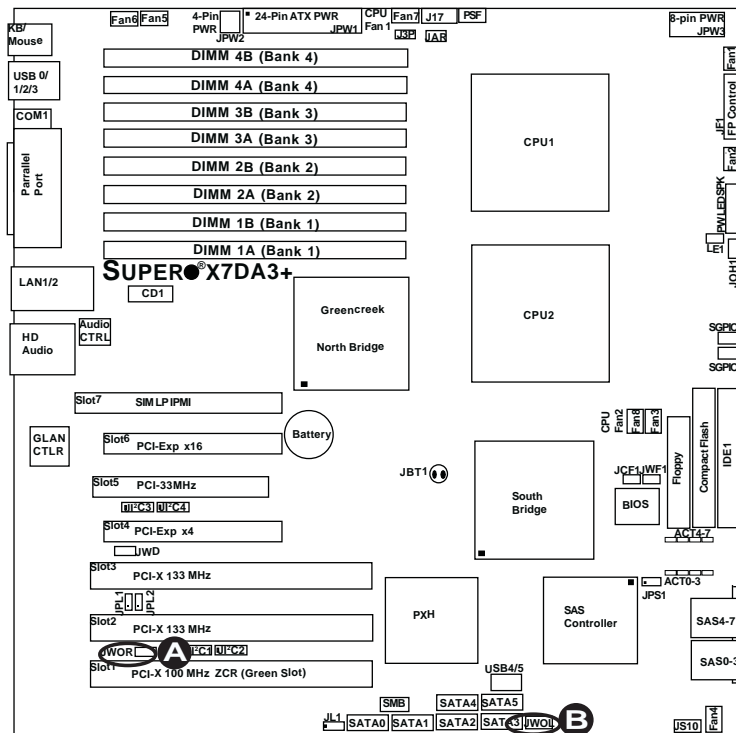 Fan6
Fan5
4-Pin
PWR
JPW2
24-Pin ATX PWR
JPW1
CPU
Fan 1
Fan7
J3P
J17
JAR
PSF
8-pin PWR
JPW3
KB/
Mouse
USB 0/
1/2/3
COM1
Parrallel
Port
DIMM 4B (Bank 4)
DIMM 4A (Bank 4)
DIMM 3B (Bank 3)
DIMM 3A (Bank 3)
DIMM 2B (Bank 2)
DIMM 2A (Bank 2)
DIMM 1B (Bank 1)
DIMM 1A (Bank 1)
CPU1
Fan1
JF1
FP Control
Fan2
PWLEDSPK
LE1
JOH1
SUPER®X7DA3+
LAN1/2
CD1
HD
Audio
Audio
CTRL
Greencreek
North Bridge
CPU2
SGPIO
SGPIO
Slot7
SIMLP IPMI
GLAN
CTLR
Slot6
PCI-Exp x16
Battery
CPU
Fan2
Fan8
Fan3
Floppy
Compact Flash
IDE1
Slot5
PCI-33MHz
JI²C3
JI²C4
JBT1
South
Bridge
JCF1
JWF1
BIOS
Slot4
PCI-Exp x4
JWD
ACT4-7
Slot3
PCI-X 133 MHz
JPL1
JPL2
PXH
SAS
Controller
JPS1
ACT0-3
Slot2
PCI-X 133 MHz
JWOR
A
I²C1
JI²C2
SAS4-7
Slot1
PCI-X 100 MHz ZCR (Green Slot)
SAS0-3
USB4/5
SMB
SATA4
SATA5
JL1
SATA0
SATA1
SATA2
SATA3
JWOL
B
JS10
Fan4